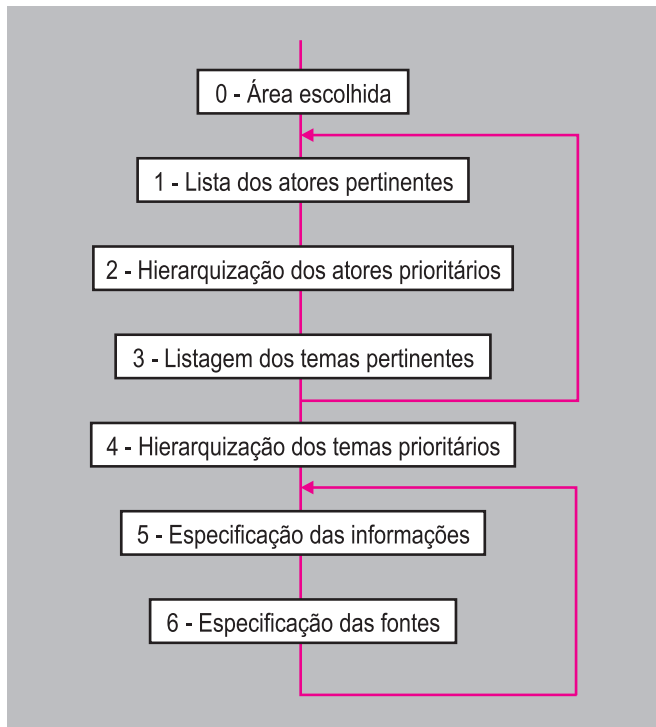 0 - Área escolhida
1 - Lista dos atores pertinentes
2 - Hierarquização dos atores prioritários
3 - Listagem dos temas pertinentes
4 - Hierarquização dos temas prioritários
5 - Especificação das informações
6 - Especificação das fontes